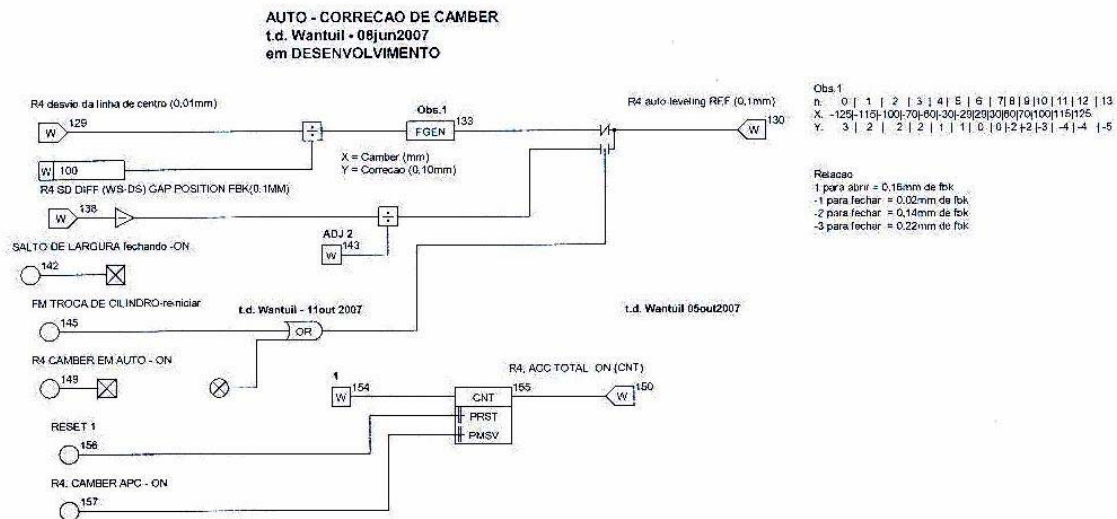 AUTO - CORRECAO DE CAMBER
t.d. Wantuil - 06jun2007
em DESENVOLVIMENTO
R4 desvio da linha de centro (0,01mm)
W 129
÷
Obs.1
FGEN 133
R4 auto leveling REF (0,1mm)
W 130
X = Camber (mm)
Y = Correcao (0,10mm)
W 100
R4 SD DIFF (WS-DS) GAP POSITION FBK(0.1MM)
W 138
÷
ADJ 2
W 143
SALTO DE LARGURA fechando -ON
142
FM TROCA DE CILINDRO-reiniciar
145
t.d. Wantuil - 11out 2007
OR
t.d. Wantuil 05out2007
R4 CAMBER EM AUTO - ON
149
1
W 154
R4, ACC TOTAL ON (CNT)
CNT 155
W 150
PRST
PMSV
RESET 1
156
R4, CAMBER APC - ON
157
Obs.1
n. 0 | 1 | 2 | 3 | 4 | 5 | 6 | 7|8|9|10|11|12 | 13
X. -125|-115|-100|-70|-60|-30|-29|29|30|60|70|100|115|125
Y. 3 | 2 | 2 | 2 | 1 | 1 | 0 | 0|-2|-2|-3| -4|-4 |-5
Relacao
1 para abrir = 0,16mm de fbk
-1 para fechar = 0.02mm de fbk
-2 para fechar = 0,14mm de fbk
-3 para fechar = 0.22mm de fbk